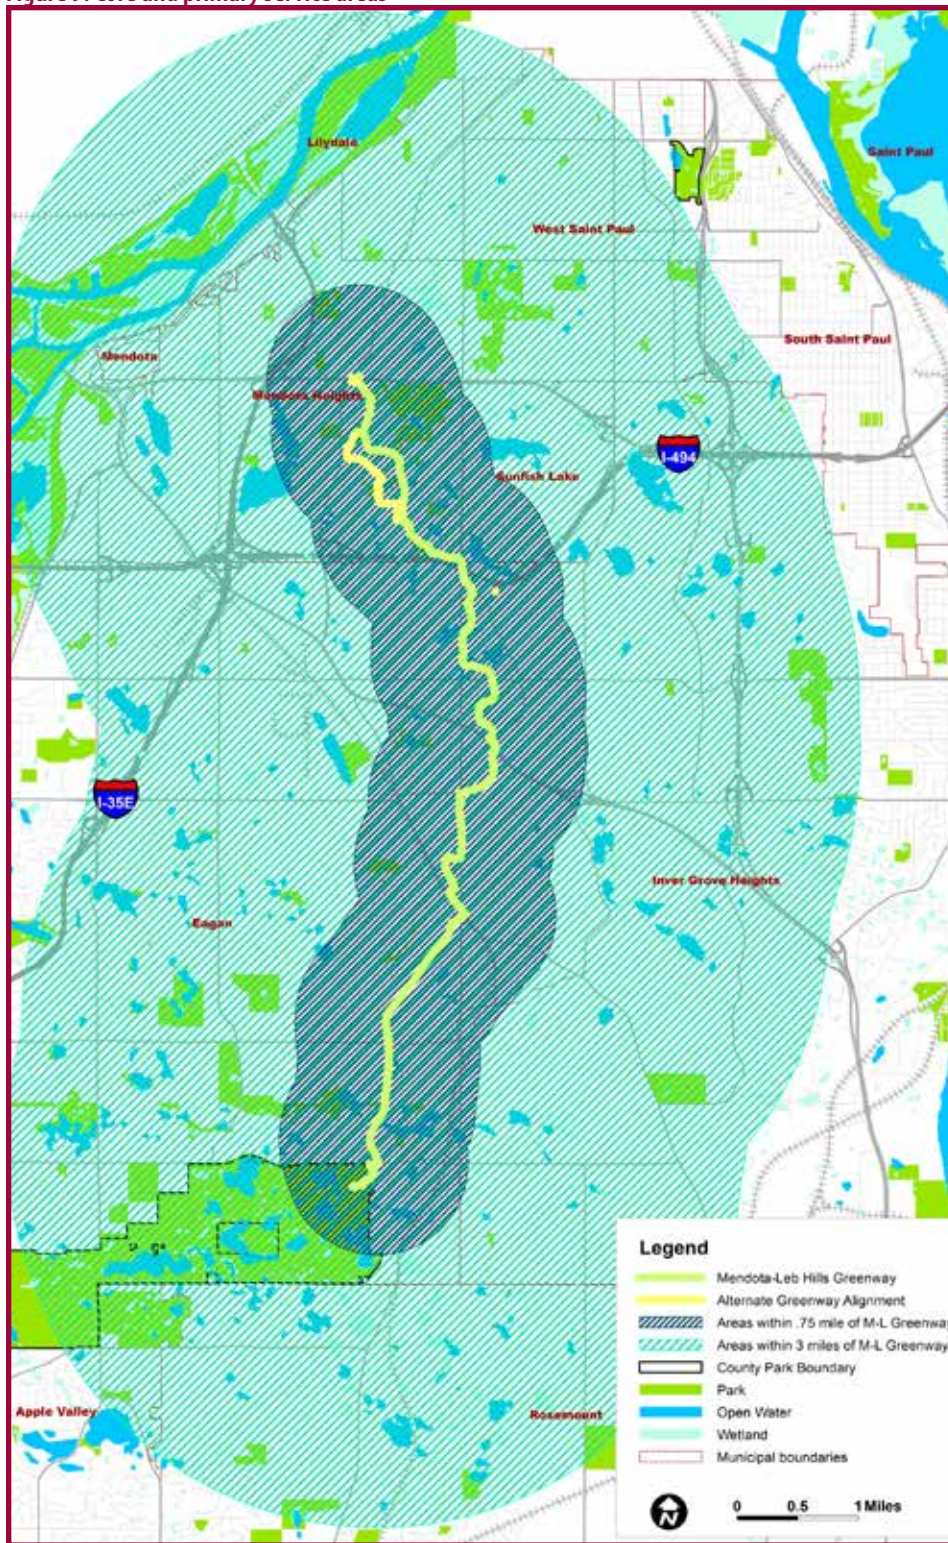 Lilydale
Saint Paul
West Saint Paul
South Saint Paul
Mendota
Mendota Heights
I-494
Sunfish Lake
I-35E
Inver Grove Heights
Eagan
Apple Valley
Rosemount
Legend
Mendota-Leb Hills Greenway
Alternate Greenway Alignment
Areas within .75 mile of M-L Greenway
Areas within 3 miles of M-L Greenway
County Park Boundary
Park
Open Water
Wetland
Municipal boundaries
N
0 0.5 1 Miles